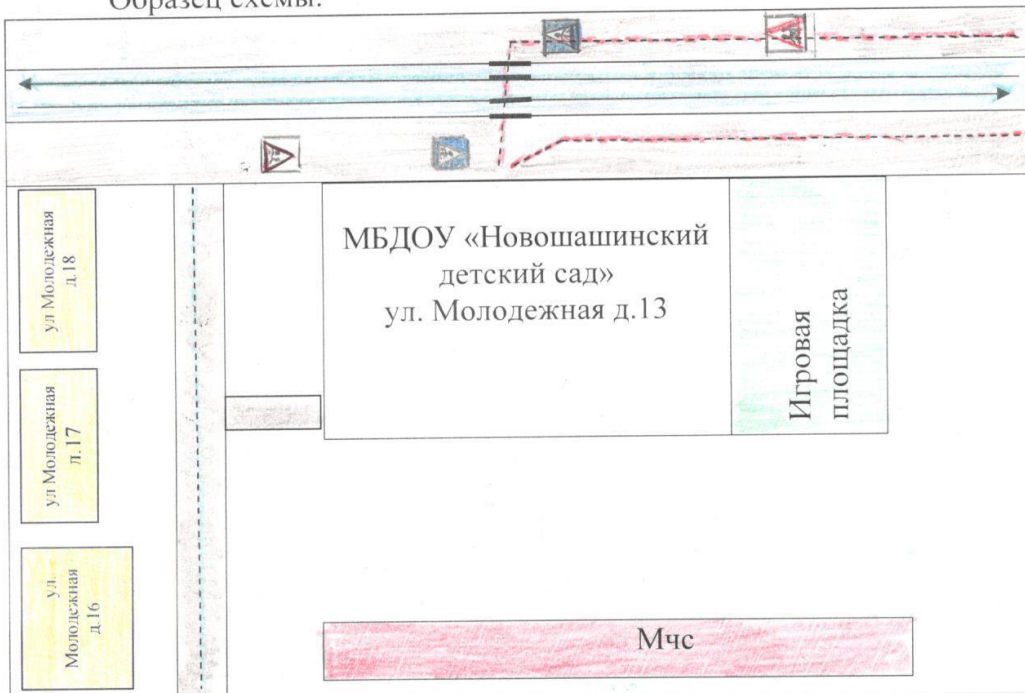 Образец схемы:
МБДОУ «Новошашинский
детский сад»
ул. Молодежная д.13
Игровая
площадка
ул Молодежная
д.18
ул Молодежная
л.17
ул.
Молодежная
д.16
Мчс